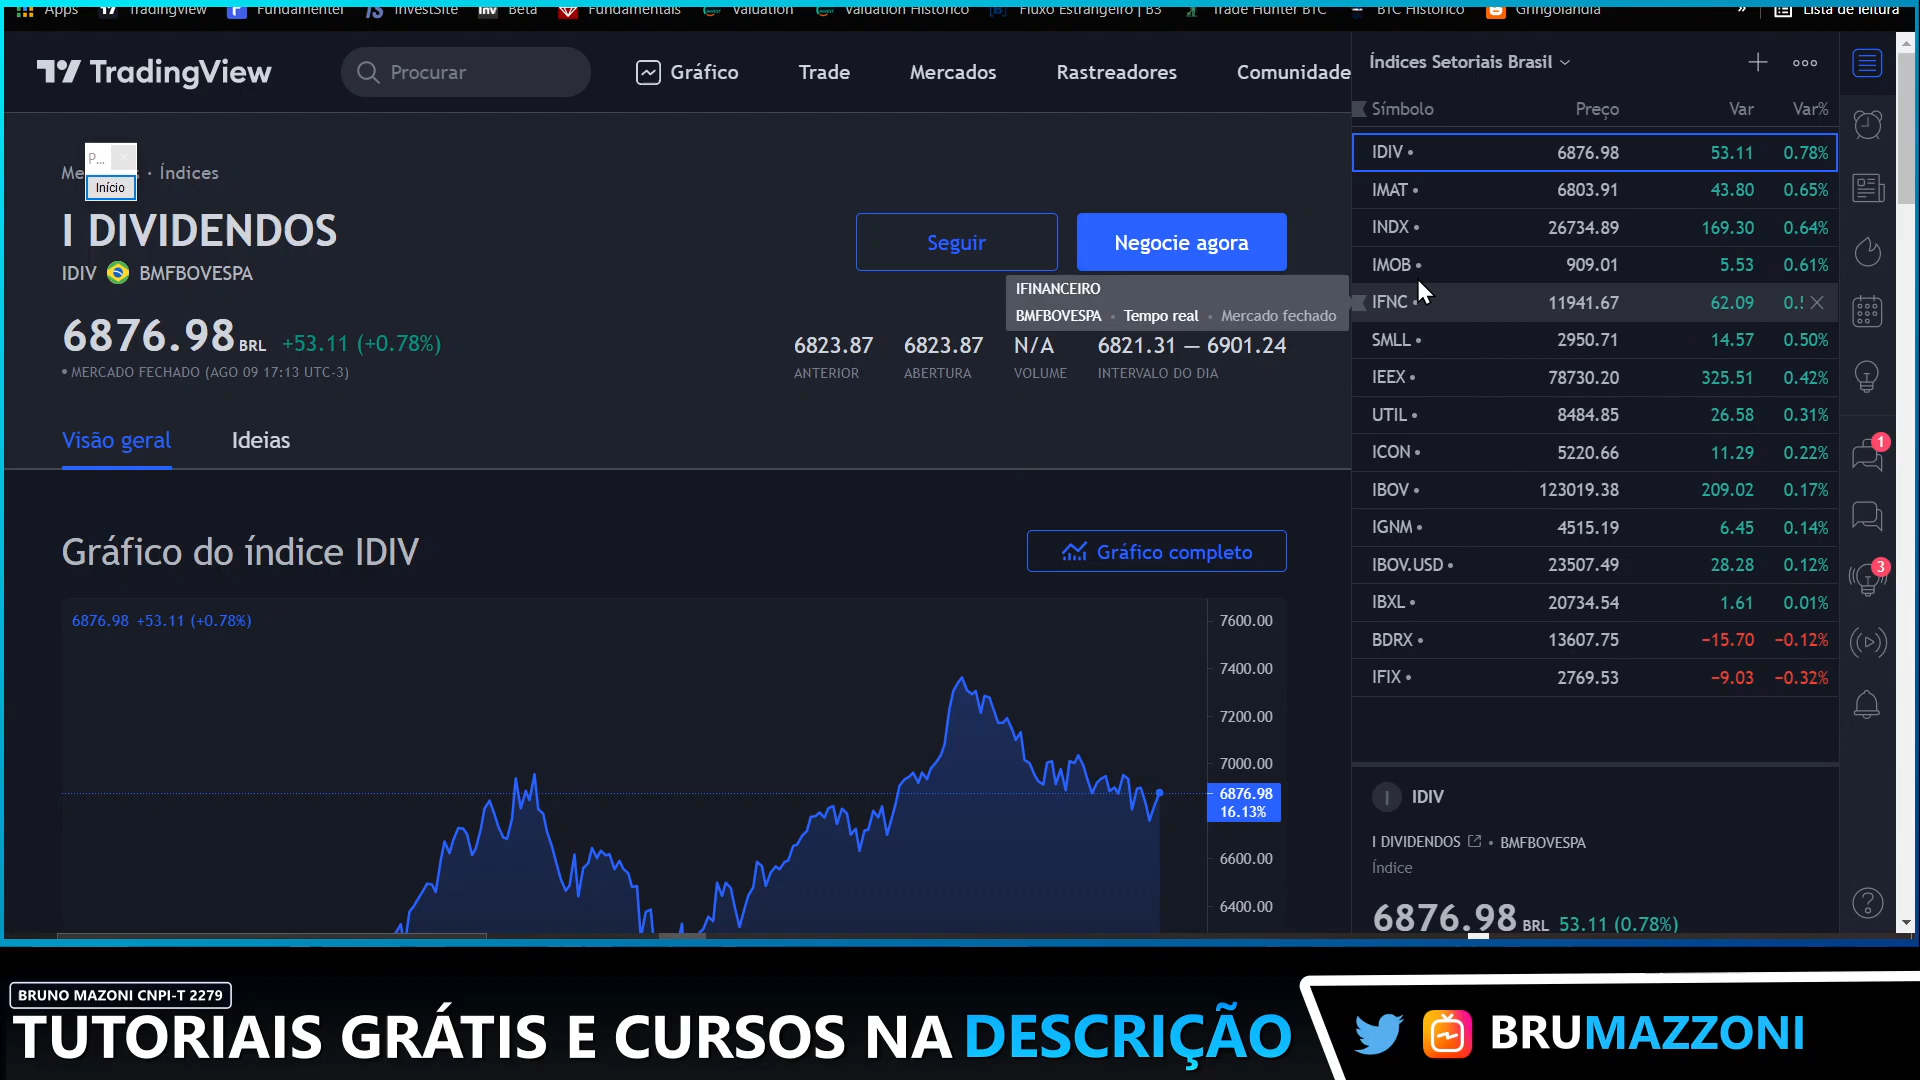 Apps TradingView Fundamentei InvestSite Beta Fundamentals Valuation Valuation Histórico Fluxo Estrangeiro | B3 Trade Hunter BTC BTC Histórico Gringolandia » Lista de leitura
TradingView
Procurar
Gráfico
Trade
Mercados
Rastreadores
Comunidade
P...
Início
Me · Índices
I DIVIDENDOS
IDIV BMFBOVESPA
Seguir
Negocie agora
IFINANCEIRO
BMFBOVESPA • Tempo real • Mercado fechado
6876.98 BRL +53.11 (+0.78%)
• MERCADO FECHADO (AGO 09 17:13 UTC-3)
6823.87 6823.87 N/A 6821.31 — 6901.24
ANTERIOR ABERTURA VOLUME INTERVALO DO DIA
Visão geral Ideias
Gráfico do índice IDIV
Gráfico completo
6876.98 +53.11 (+0.78%)
7600.00
7400.00
7200.00
7000.00
6876.98
16.13%
6600.00
6400.00
Índices Setoriais Brasil
Símbolo Preço Var Var%
IDIV • 6876.98 53.11 0.78%
IMAT • 6803.91 43.80 0.65%
INDX • 26734.89 169.30 0.64%
IMOB • 909.01 5.53 0.61%
IFNC • 11941.67 62.09
SMLL • 2950.71 14.57 0.50%
IEEX • 78730.20 325.51 0.42%
UTIL • 8484.85 26.58 0.31%
ICON • 5220.66 11.29 0.22%
IBOV • 123019.38 209.02 0.17%
IGNM • 4515.19 6.45 0.14%
IBOV.USD • 23507.49 28.28 0.12%
IBXL • 20734.54 1.61 0.01%
BDRX • 13607.75 −15.70 −0.12%
IFIX • 2769.53 −9.03 −0.32%
I IDIV
I DIVIDENDOS • BMFBOVESPA
Índice
6876.98 BRL 53.11 (0.78%)
1
3
BRUNO MAZONI CNPI-T 2279
TUTORIAIS GRÁTIS E CURSOS NA DESCRIÇÃO
BRUMAZZONI